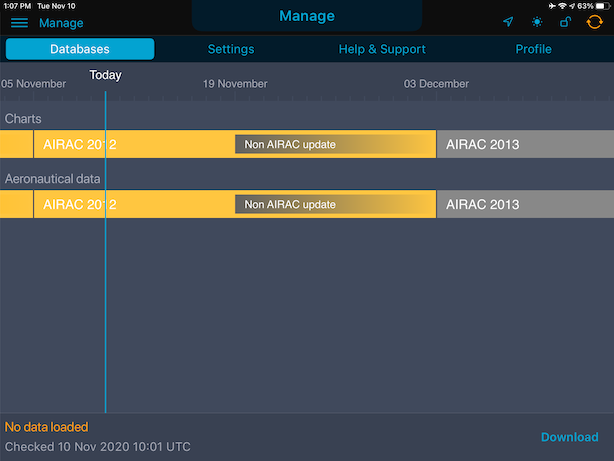 1:07 PM Tue Nov 10 63%
Manage Manage
Databases Settings Help & Support Profile
Today
05 November 19 November 03 December
Charts
AIRAC 2012 Non AIRAC update AIRAC 2013
Aeronautical data
AIRAC 2012 Non AIRAC update AIRAC 2013
No data loaded
Checked 10 Nov 2020 10:01 UTC
Download